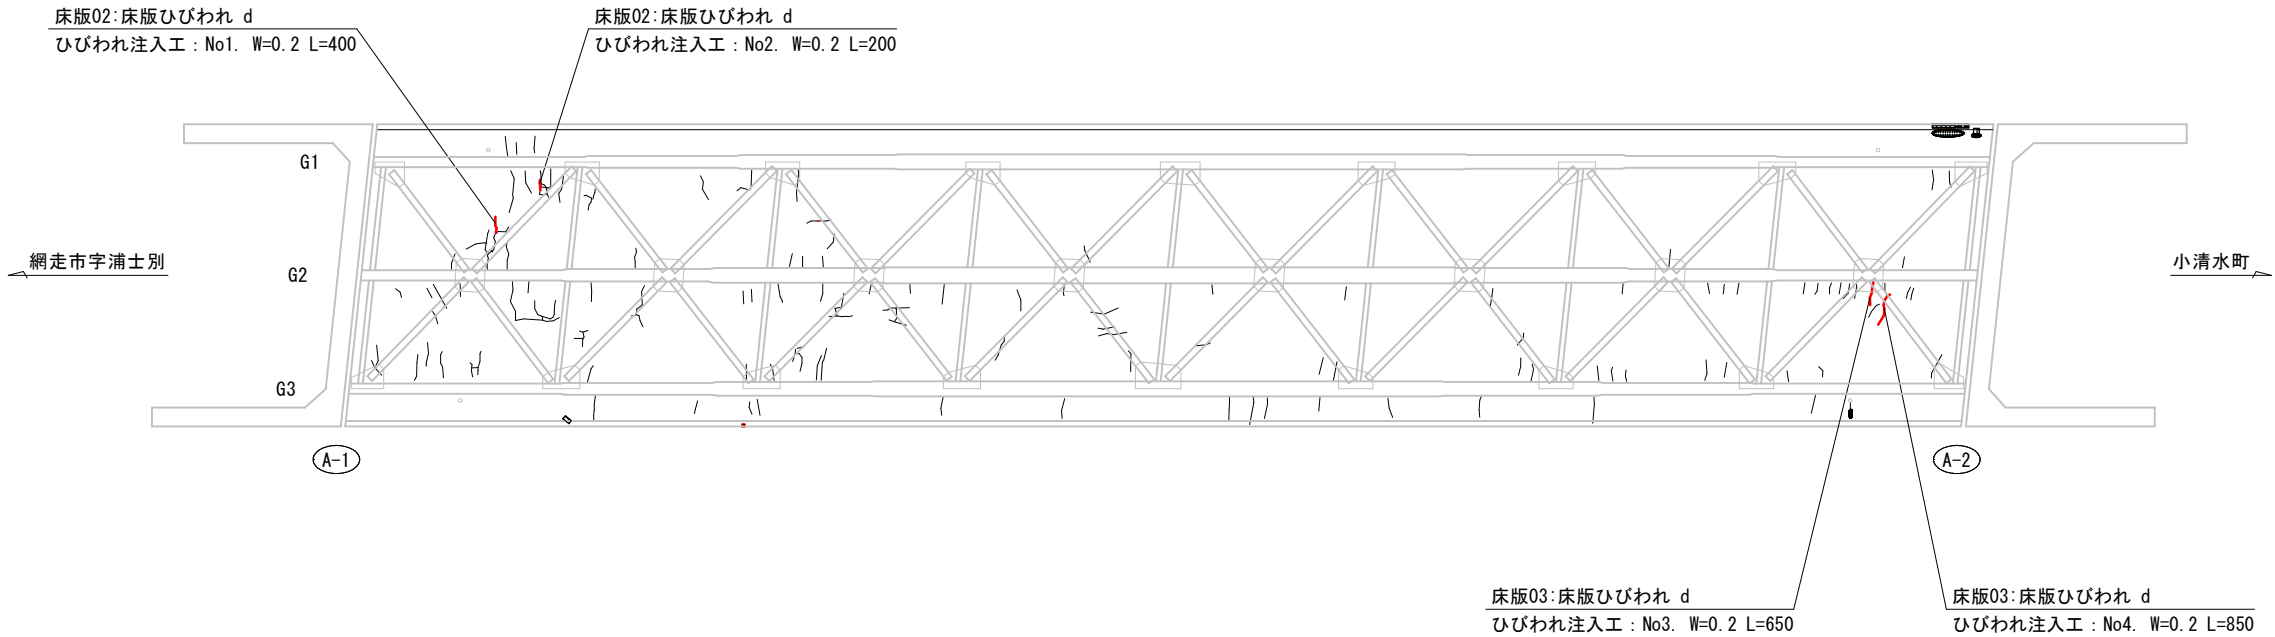 床版02:床版ひびわれ d
ひびわれ注入工：No1. W=0.2 L=400
床版02:床版ひびわれ d
ひびわれ注入工：No2. W=0.2 L=200
G1
網走市字浦士別
G2
小清水町
G3
A-1
A-2
床版03:床版ひびわれ d
ひびわれ注入工：No3. W=0.2 L=650
床版03:床版ひびわれ d
ひびわれ注入工：No4. W=0.2 L=850